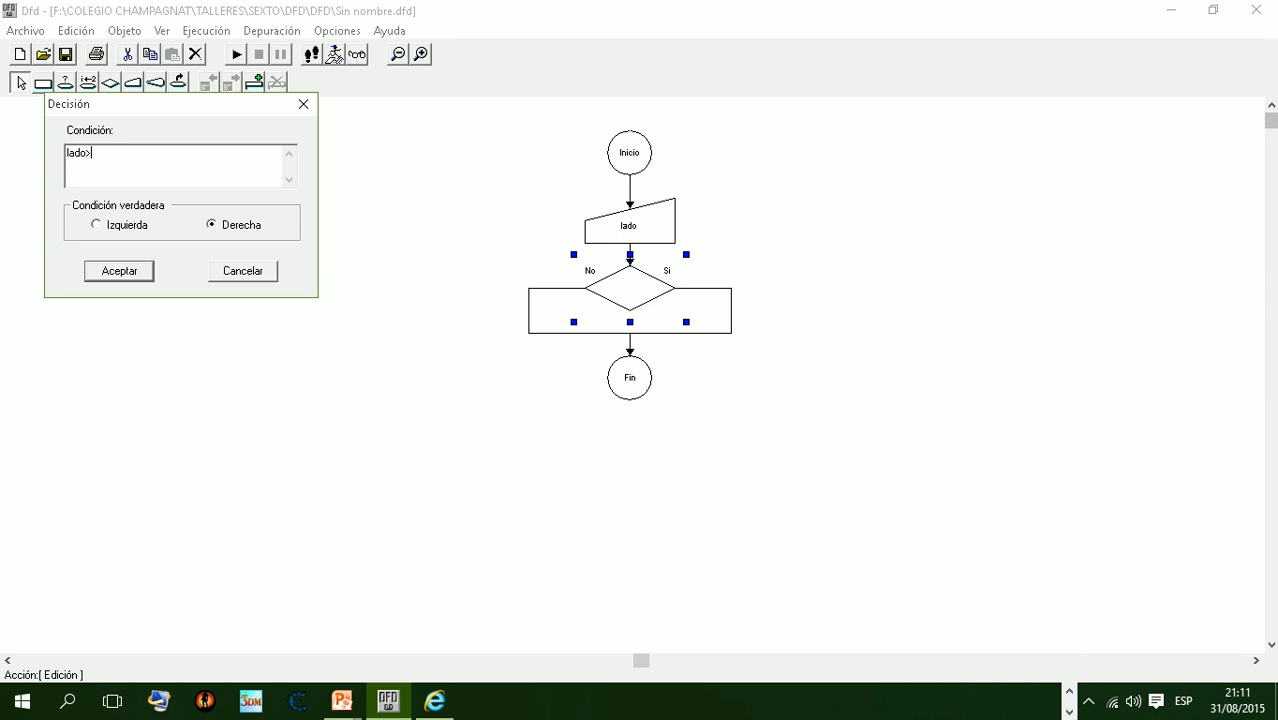 Dfd - [F:\COLEGIO CHAMPAGNAT\TALLERES\SEXTO\DFD\DFD\Sin nombre.dfd]
Archivo Edición Objeto Ver Ejecución Depuración Opciones Ayuda
Decisión
Condición:
lado>
Condición verdadera
Izquierda Derecha
Aceptar Cancelar
Inicio
lado
No Si
Fin
Acción:[ Edición ]
3DM
DFD
ESP
21:11
31/08/2015